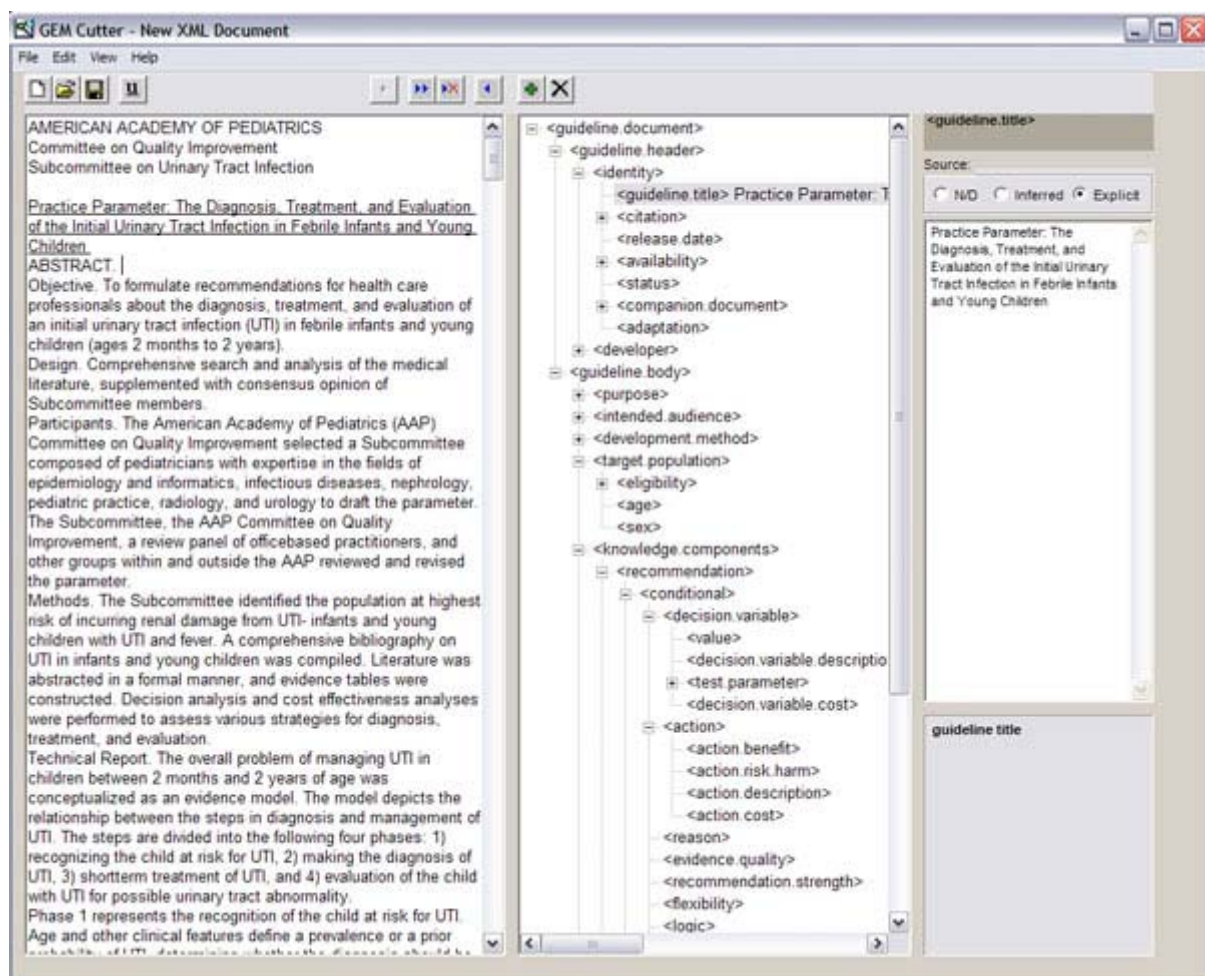 GEM Cutter - New XML Document
File Edit View Help
u
AMERICAN ACADEMY OF PEDIATRICS
Committee on Quality Improvement
Subcommittee on Urinary Tract Infection
Practice Parameter: The Diagnosis, Treatment, and Evaluation
of the Initial Urinary Tract Infection in Febrile Infants and Young
Children
ABSTRACT.
Objective. To formulate recommendations for health care
professionals about the diagnosis, treatment, and evaluation of
an initial urinary tract infection (UTI) in febrile infants and young
children (ages 2 months to 2 years).
Design. Comprehensive search and analysis of the medical
literature, supplemented with consensus opinion of
Subcommittee members.
Participants. The American Academy of Pediatrics (AAP)
Committee on Quality Improvement selected a Subcommittee
composed of pediatricians with expertise in the fields of
epidemiology and informatics, infectious diseases, nephrology,
pediatric practice, radiology, and urology to draft the parameter.
The Subcommittee, the AAP Committee on Quality
Improvement, a review panel of officebased practitioners, and
other groups within and outside the AAP reviewed and revised
the parameter.
Methods. The Subcommittee identified the population at highest
risk of incurring renal damage from UTI- infants and young
children with UTI and fever. A comprehensive bibliography on
UTI in infants and young children was compiled. Literature was
abstracted in a formal manner, and evidence tables were
constructed. Decision analysis and cost effectiveness analyses
were performed to assess various strategies for diagnosis,
treatment, and evaluation.
Technical Report. The overall problem of managing UTI in
children between 2 months and 2 years of age was
conceptualized as an evidence model. The model depicts the
relationship between the steps in diagnosis and management of
UTI. The steps are divided into the following four phases: 1)
recognizing the child at risk for UTI, 2) making the diagnosis of
UTI, 3) shortterm treatment of UTI, and 4) evaluation of the child
with UTI for possible urinary tract abnormality.
Phase 1 represents the recognition of the child at risk for UTI.
Age and other clinical features define a prevalence or a prior
probability of UTI, determining whether the diagnosis should be
<guideline.document>
<guideline.header>
<identity>
<guideline.title> Practice Parameter: T
<citation>
<release.date>
<availability>
<status>
<companion.document>
<adaptation>
<developer>
<guideline.body>
<purpose>
<intended.audience>
<development.method>
<target.population>
<eligibility>
<age>
<sex>
<knowledge.components>
<recommendation>
<conditional>
<decision.variable>
<value>
<decision.variable.descriptio
<test.parameter>
<decision.variable.cost>
<action>
<action.benefit>
<action.risk.harm>
<action.description>
<action.cost>
<reason>
<evidence.quality>
<recommendation.strength>
<flexibility>
<logic>
<guideline.title>
Source:
N/D Inferred Explicit
Practice Parameter: The
Diagnosis, Treatment, and
Evaluation of the Initial Urinary
Tract Infection in Febrile Infants
and Young Children
guideline title